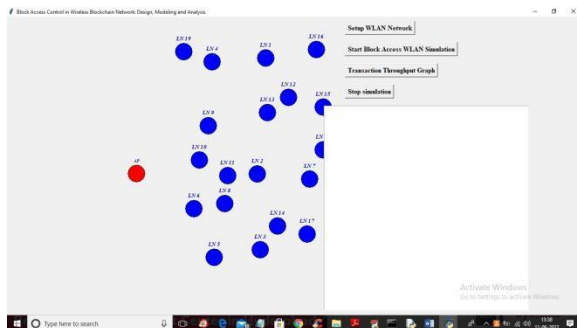 Block Access Control in Wireless Blockchain Network: Design, Modeling and Analysis
Setup WLAN Network
Start Block Access WLAN Simulation
Transaction Throughput Graph
Stop simulation
LN 16
LN 19
LN 4
LN 1
LN 12
LN 15
LN 13
LN 9
LN
LN 10
AP
LN 11
LN 2
LN 7
LN 6
LN 8
LN 14
LN 17
LN 3
LN 5
Activate Windows
Go to Settings to activate Windows.
Type here to search
13:38